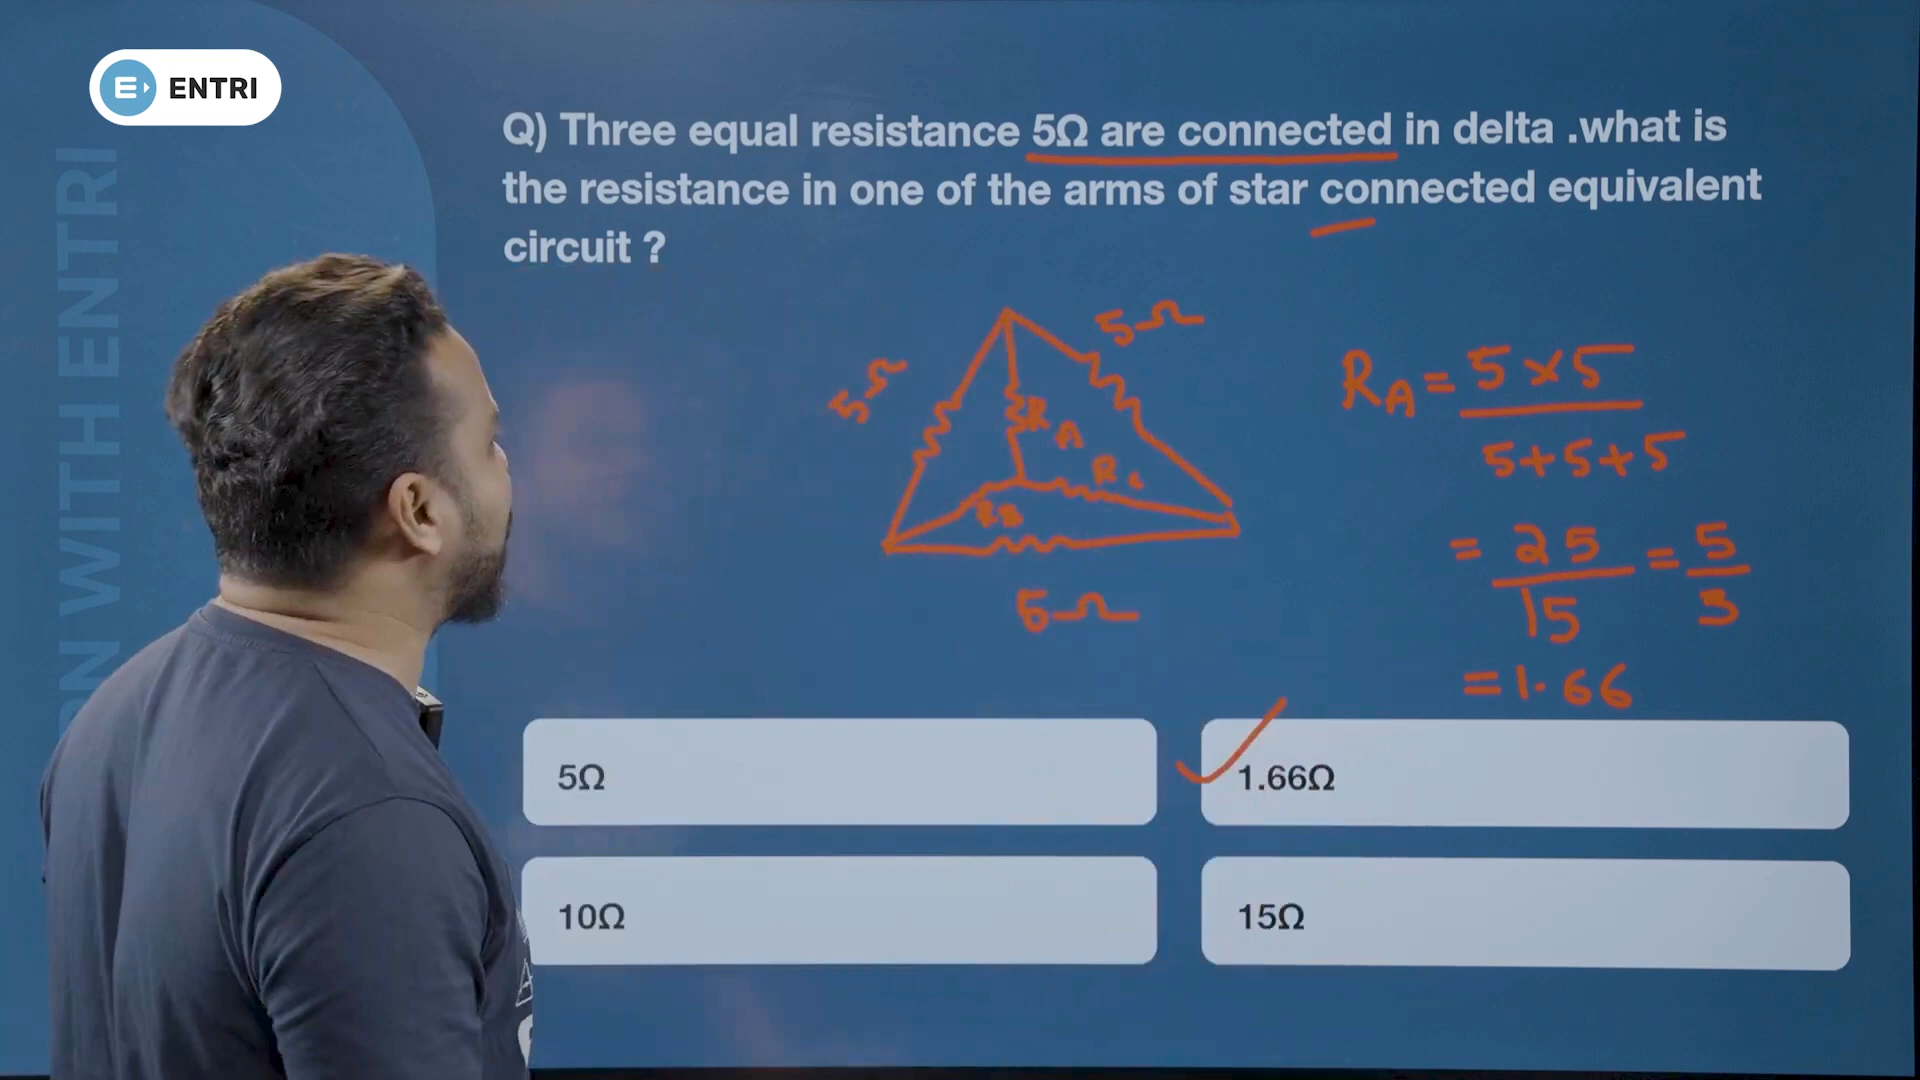 ENTRI
ON WITH ENTRI
Q) Three equal resistance 5Ω are connected in delta .what is
the resistance in one of the arms of star connected equivalent
circuit ?
5Ω
5Ω
RA
RC
RB
5Ω
RA = 5×5
5+5+5
= 25 = 5
15 3
= 1.66
5Ω
1.66Ω
10Ω
15Ω